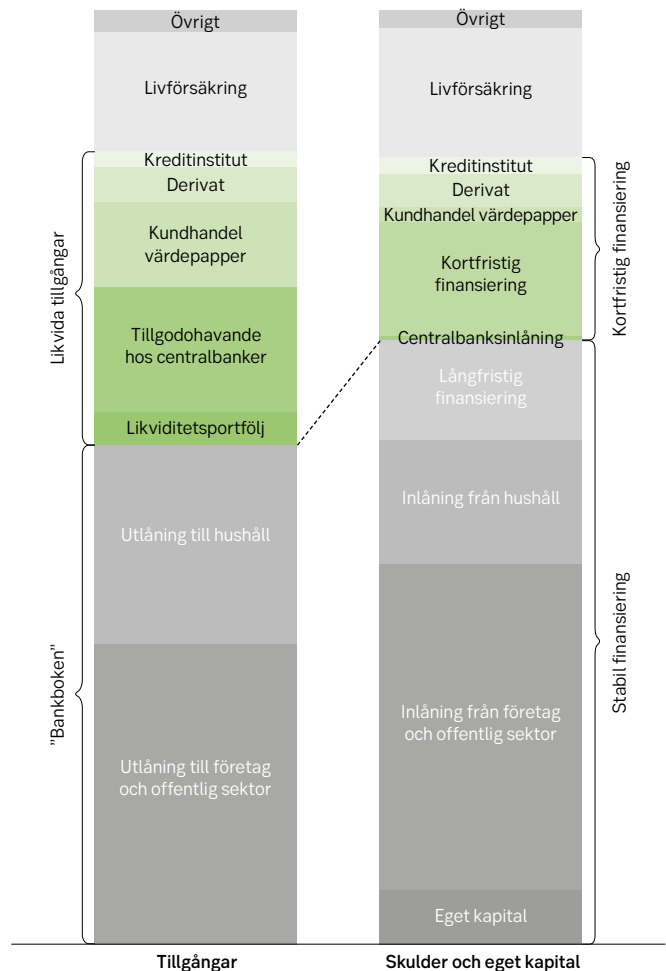 Övrigt
Livförsäkring
Kreditinstitut
Derivat
Kundhandel
värdepapper
Tillgodohavande
hos centralbanker
Likviditetsportfölj
Utlåning till hushåll
Utlåning till företag
och offentlig sektor
Likvida tillgångar
"Bankboken"
Tillgångar
Övrigt
Livförsäkring
Kreditinstitut
Derivat
Kundhandel värdepapper
Kortfristig
finansiering
Centralbanksinlåning
Långfristig
finansiering
Inlåning från hushåll
Inlåning från företag
och offentlig sektor
Eget kapital
Kortfristig finansiering
Stabil finansiering
Skulder och eget kapital